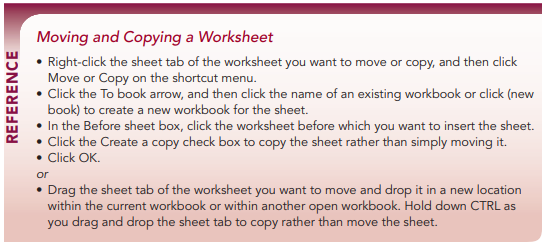 REFERENCE
Moving and Copying a Worksheet
• Right-click the sheet tab of the worksheet you want to move or copy, and then click
Move or Copy on the shortcut menu.
• Click the To book arrow, and then click the name of an existing workbook or click (new
book) to create a new workbook for the sheet.
• In the Before sheet box, click the worksheet before which you want to insert the sheet.
• Click the Create a copy check box to copy the sheet rather than simply moving it.
• Click OK.
or
• Drag the sheet tab of the worksheet you want to move and drop it in a new location
within the current workbook or within another open workbook. Hold down CTRL as
you drag and drop the sheet tab to copy rather than move the sheet.